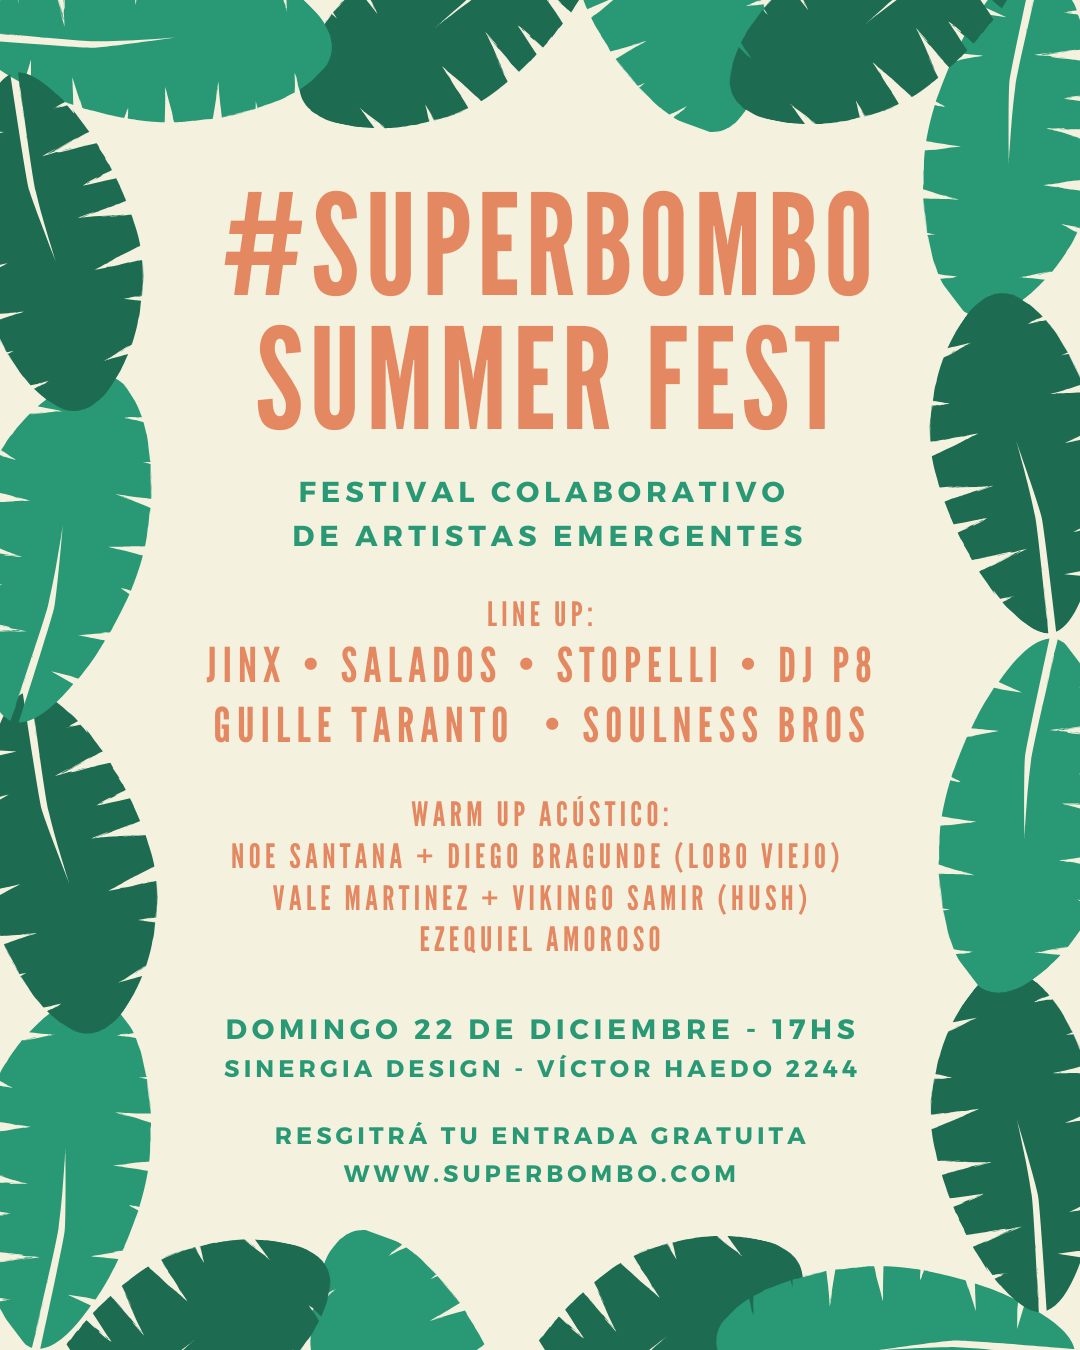 #SUPERBOMBO
SUMMER FEST
FESTIVAL COLABORATIVO
DE ARTISTAS EMERGENTES
LINE UP:
JINX • SALADOS • STOPELLI • DJ P8
GUILLE TARANTO • SOULNESS BROS
WARM UP ACÚSTICO:
NOE SANTANA + DIEGO BRAGUNDE (LOBO VIEJO)
VALE MARTINEZ + VIKINGO SAMIR (HUSH)
EZEQUIEL AMOROSO
DOMINGO 22 DE DICIEMBRE - 17HS
SINERGIA DESIGN - VÍCTOR HAEDO 2244
RESGITRÁ TU ENTRADA GRATUITA
WWW.SUPERBOMBO.COM